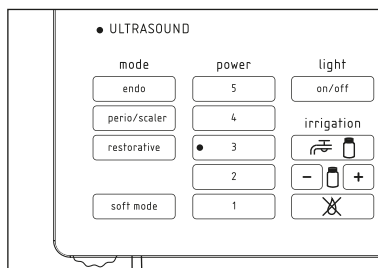 • ULTRASOUND
mode power light
endo 5 on/off
perio/scaler 4
irrigation
restorative • 3
2 - +
soft mode 1